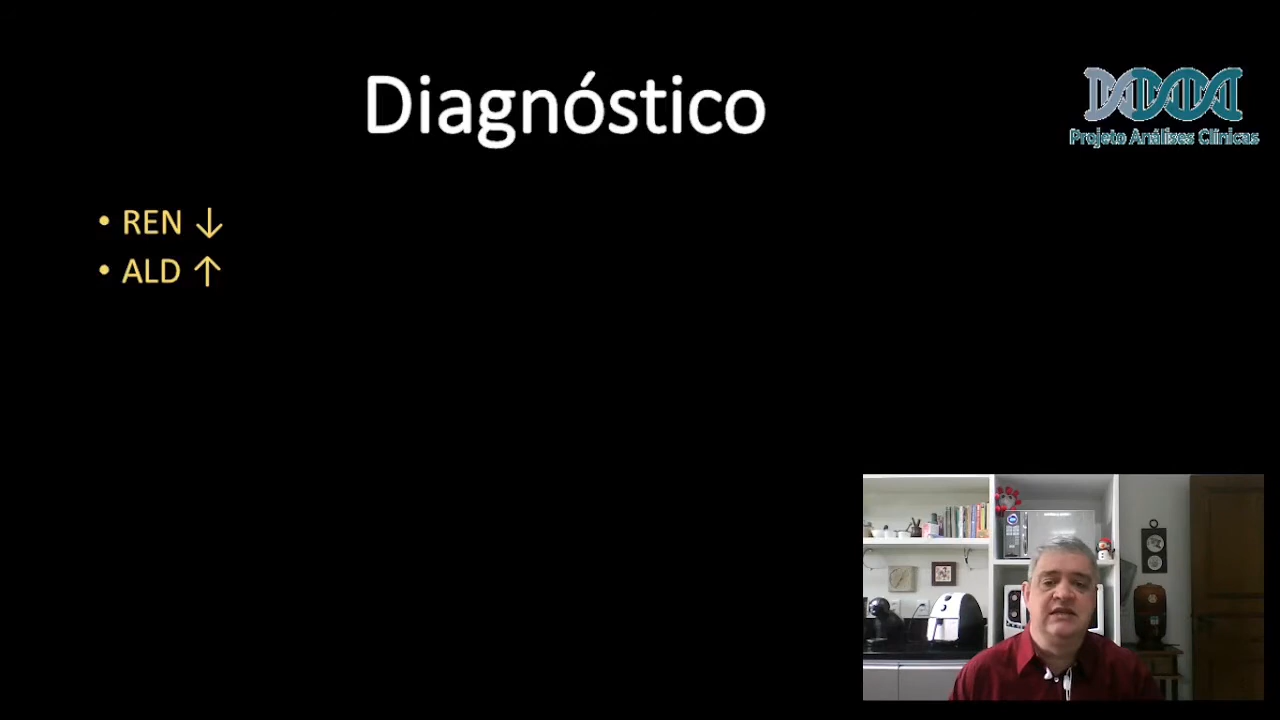 Diagnóstico
Projeto Análises Clínicas
• REN ↓
• ALD ↑